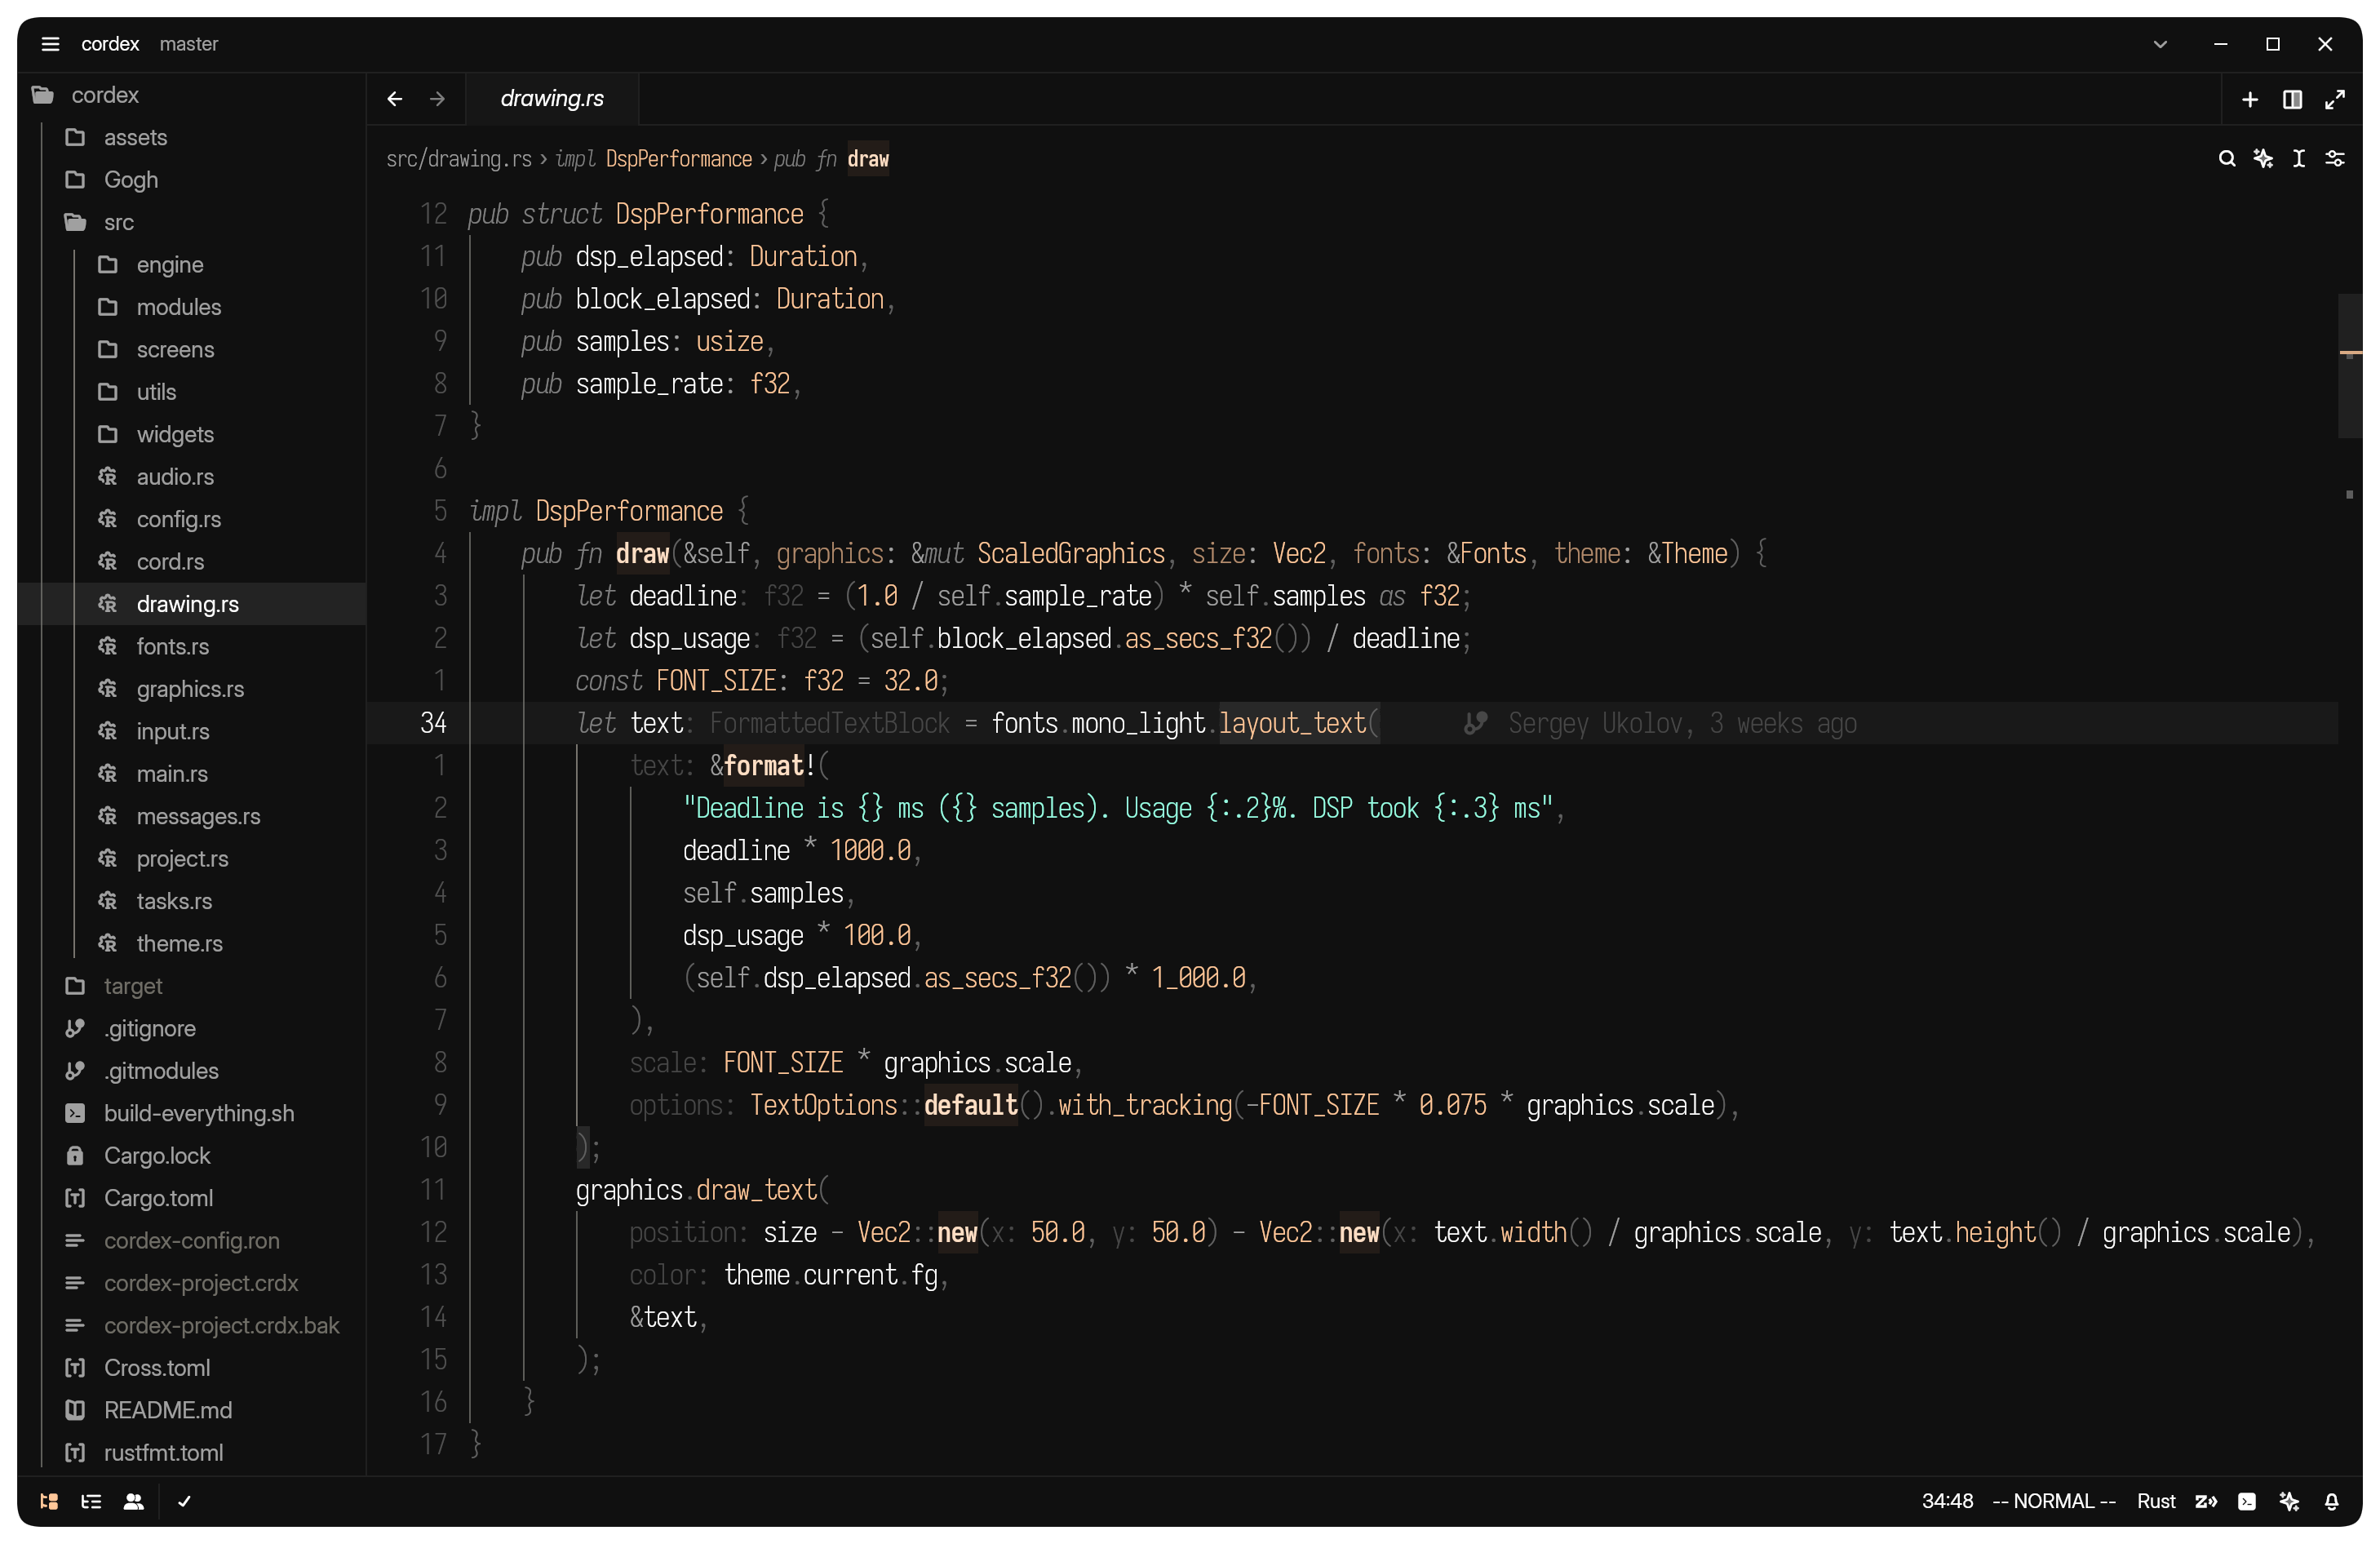 cordex master
cordex
assets
Gogh
src
engine
modules
screens
utils
widgets
audio.rs
config.rs
cord.rs
drawing.rs
fonts.rs
graphics.rs
input.rs
main.rs
messages.rs
project.rs
tasks.rs
theme.rs
target
.gitignore
.gitmodules
build-everything.sh
Cargo.lock
Cargo.toml
cordex-config.ron
cordex-project.crdx
cordex-project.crdx.bak
Cross.toml
README.md
rustfmt.toml
drawing.rs
src/drawing.rs › impl DspPerformance › pub fn draw
12 pub struct DspPerformance {
11     pub dsp_elapsed: Duration,
10     pub block_elapsed: Duration,
9     pub samples: usize,
8     pub sample_rate: f32,
7 }
6
5 impl DspPerformance {
4     pub fn draw(&self, graphics: &mut ScaledGraphics, size: Vec2, fonts: &Fonts, theme: &Theme) {
3         let deadline: f32 = (1.0 / self.sample_rate) * self.samples as f32;
2         let dsp_usage: f32 = (self.block_elapsed.as_secs_f32()) / deadline;
1         const FONT_SIZE: f32 = 32.0;
34         let text: FormattedTextBlock = fonts.mono_light.layout_text( Sergey Ukolov, 3 weeks ago
1             text: &format!(
2                 "Deadline is {} ms ({} samples). Usage {:.2}%. DSP took {:.3} ms",
3                 deadline * 1000.0,
4                 self.samples,
5                 dsp_usage * 100.0,
6                 (self.dsp_elapsed.as_secs_f32()) * 1_000.0,
7             ),
8             scale: FONT_SIZE * graphics.scale,
9             options: TextOptions::default().with_tracking(-FONT_SIZE * 0.075 * graphics.scale),
10         );
11         graphics.draw_text(
12             position: size - Vec2::new(x: 50.0, y: 50.0) - Vec2::new(x: text.width() / graphics.scale, y: text.height() / graphics.scale),
13             color: theme.current.fg,
14             &text,
15         );
16     }
17 }
34:48 -- NORMAL -- Rust